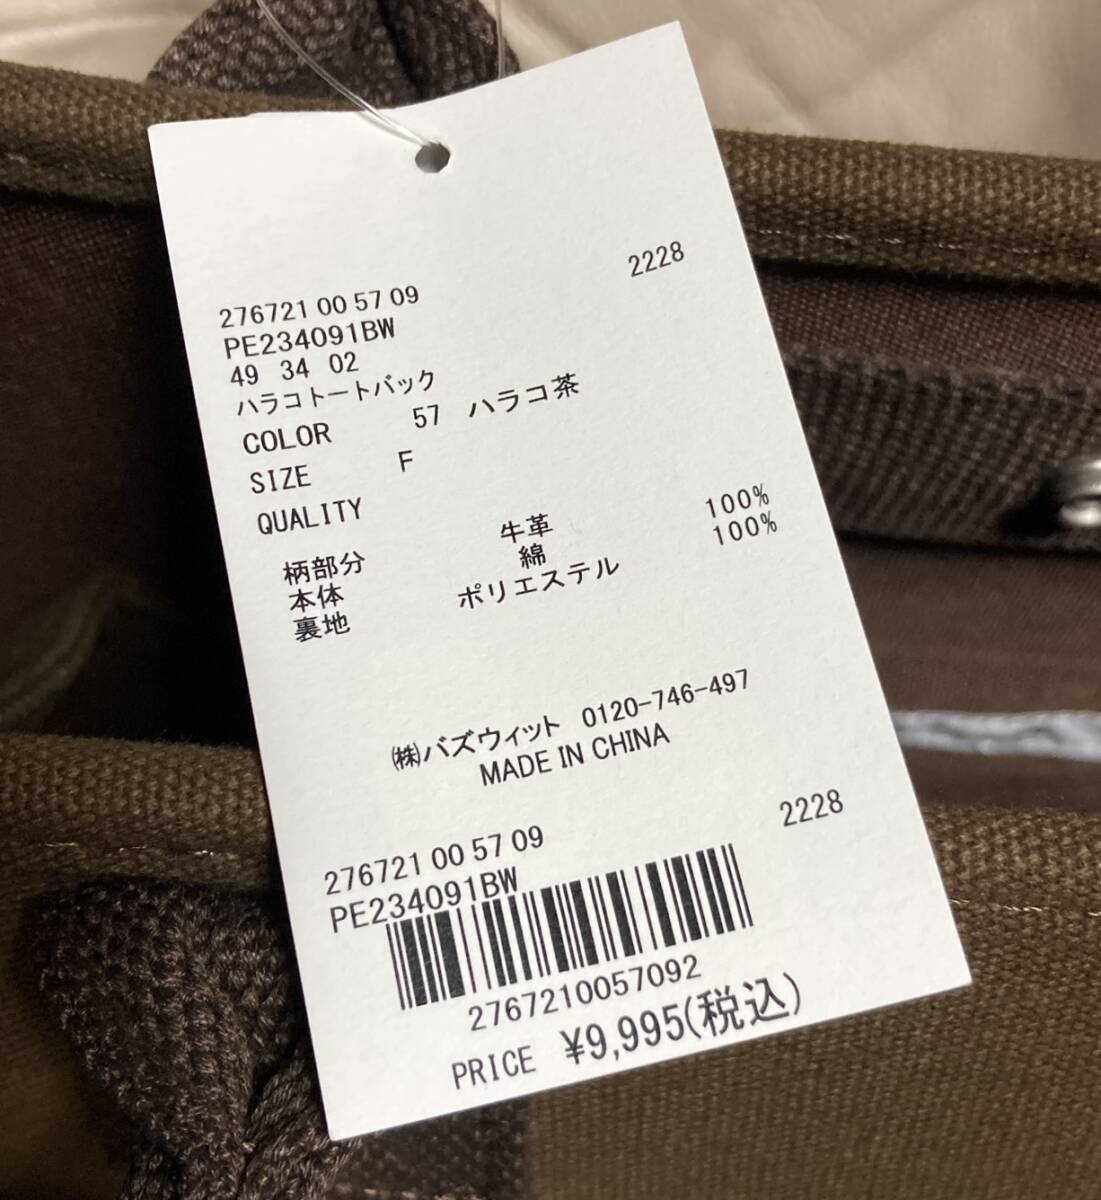 2228
276721 00 57 09
PE234091BW
49 34 02
ハラコトートバック
COLOR 57 ハラコ茶
SIZE F
QUALITY
柄部分 牛革 100%
本体 綿 100%
裏地 ポリエステル
㈱バズウィット 0120-746-497
MADE IN CHINA
2228
276721 00 57 09
PE234091BW
2767210057092
PRICE ¥9,995(税込)